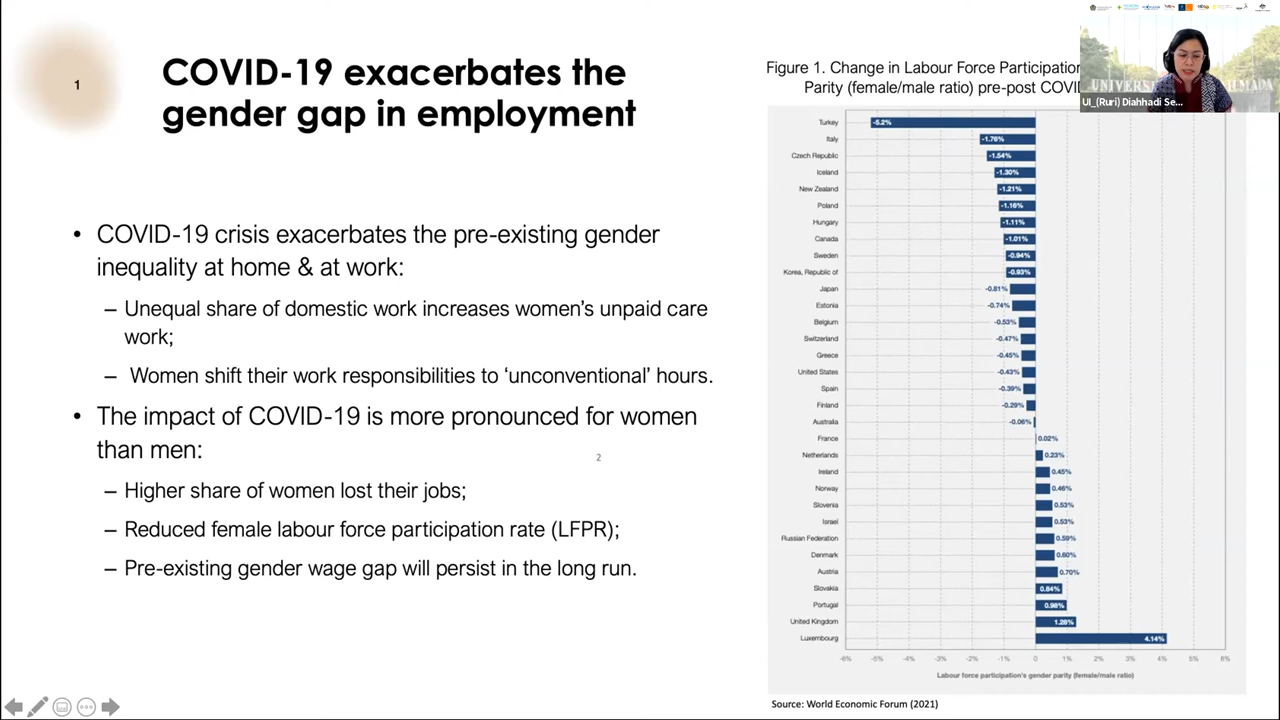 1
COVID-19 exacerbates the
gender gap in employment
• COVID-19 crisis exacerbates the pre-existing gender
inequality at home & at work:
– Unequal share of domestic work increases women's unpaid care
work;
– Women shift their work responsibilities to 'unconventional' hours.
• The impact of COVID-19 is more pronounced for women
than men:
2
– Higher share of women lost their jobs;
– Reduced female labour force participation rate (LFPR);
– Pre-existing gender wage gap will persist in the long run.
Figure 1. Change in Labour Force Participation
Parity (female/male ratio) pre-post COVI
UI_(Ruri) Diahhadi Se...
Turkey -5.2%
Italy -1.76%
Czech Republic -1.54%
Iceland -1.30%
New Zealand -1.21%
Poland -1.16%
Hungary -1.11%
Canada -1.01%
Sweden -0.94%
Korea, Republic of -0.93%
Japan -0.81%
Estonia -0.74%
Belgium -0.53%
Switzerland -0.47%
Greece -0.45%
United States -0.43%
Spain -0.39%
Finland -0.29%
Australia -0.06%
France 0.02%
Netherlands 0.23%
Ireland 0.45%
Norway 0.46%
Slovenia 0.53%
Israel 0.53%
Russian Federation 0.59%
Denmark 0.60%
Austria 0.70%
Slovakia 0.84%
Portugal 0.98%
United Kingdom 1.28%
Luxembourg 4.14%
-6% -5% -4% -3% -2% -1% 0 1% 2% 3% 4% 5% 6%
Labour force participation's gender parity (female/male ratio)
Source: World Economic Forum (2021)